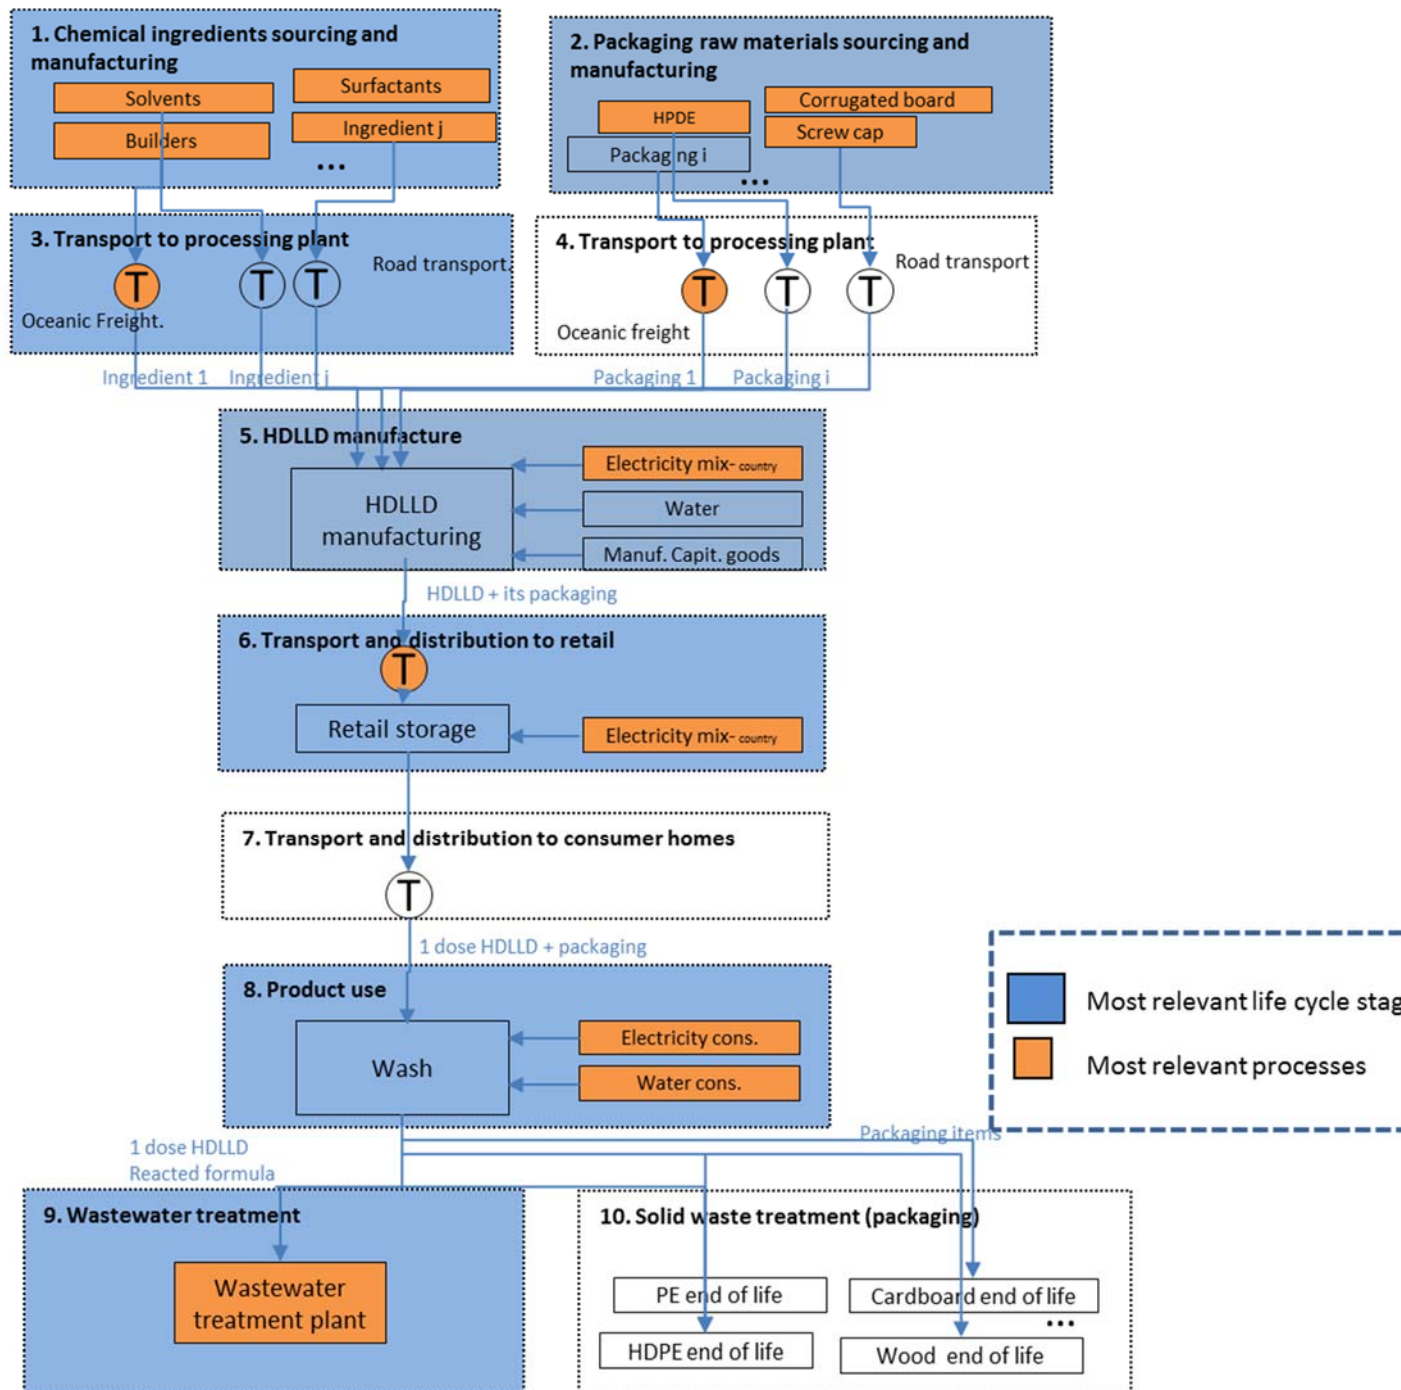 1. Chemical ingredients sourcing and
manufacturing
Solvents
Surfactants
Builders
Ingredient j
...
2. Packaging raw materials sourcing and
manufacturing
Corrugated board
HPDE
Screw cap
Packaging i
...
3. Transport to processing plant
Road transport.
T
T
T
Oceanic Freight.
4. Transport to processing plant
Road transport
T
T
T
Oceanic freight
Ingredient 1
Ingredient j
Packaging 1
Packaging i
5. HDLLD manufacture
HDLLD
manufacturing
Electricity mix- country
Water
Manuf. Capit. goods
HDLLD + its packaging
6. Transport and distribution to retail
T
Retail storage
Electricity mix- country
7. Transport and distribution to consumer homes
T
1 dose HDLLD + packaging
8. Product use
Wash
Electricity cons.
Water cons.
Most relevant life cycle stag
Most relevant processes
1 dose HDLLD
Reacted formula
Packaging items
9. Wastewater treatment
Wastewater
treatment plant
10. Solid waste treatment (packaging)
PE end of life
Cardboard end of life
...
HDPE end of life
Wood end of life